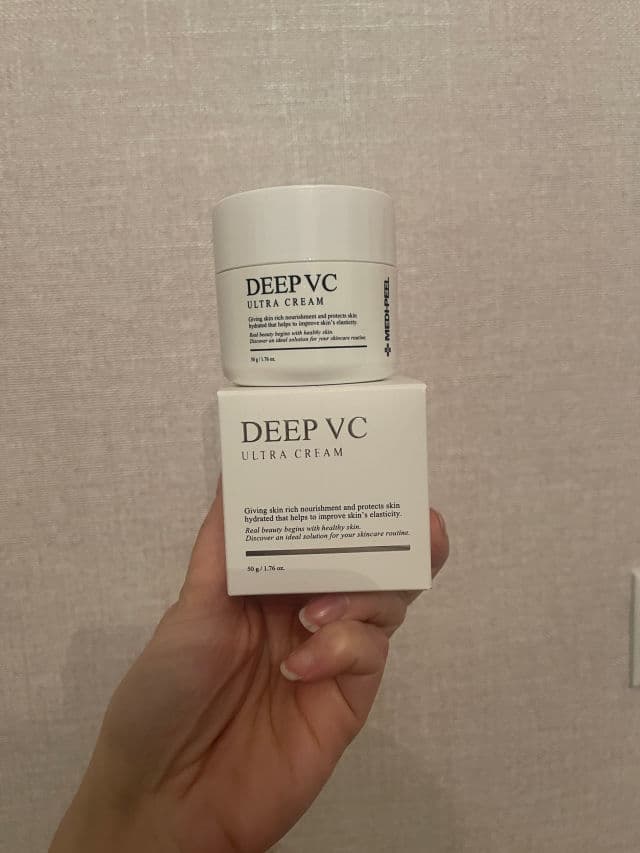 DEEP VC
ULTRA CREAM
Giving skin rich nourishment and protects skin
hydrated that helps to improve skin's elasticity.
Real beauty begins with healthy skin.
Discover an ideal solution for your skincare routine.
50 g / 1.76 oz.
MEDI-PEEL
DEEP VC
ULTRA CREAM
Giving skin rich nourishment and protects skin
hydrated that helps to improve skin's elasticity.
Real beauty begins with healthy skin.
Discover an ideal solution for your skincare routine.
50 g / 1.76 oz.